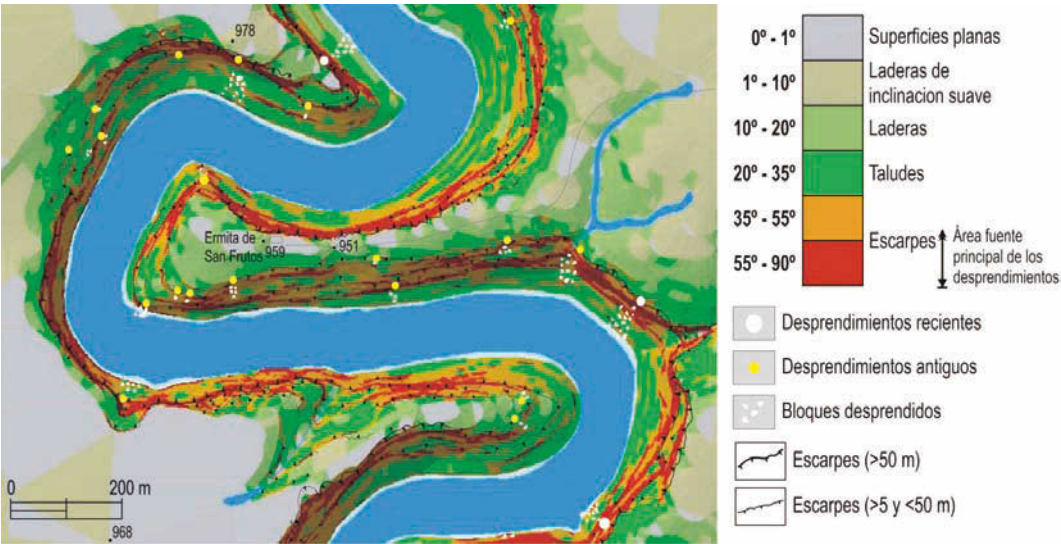 978
Ermita de
San Frutos
959
951
0 200 m
968
0º - 1º Superficies planas
1º - 10º Laderas de
inclinacion suave
10º - 20º Laderas
20º - 35º Taludes
35º - 55º
Escarpes
55º - 90º
Àrea fuente
principal de los
desprendimientos
Desprendimientos recientes
Desprendimientos antiguos
Bloques desprendidos
Escarpes (>50 m)
Escarpes (>5 y <50 m)